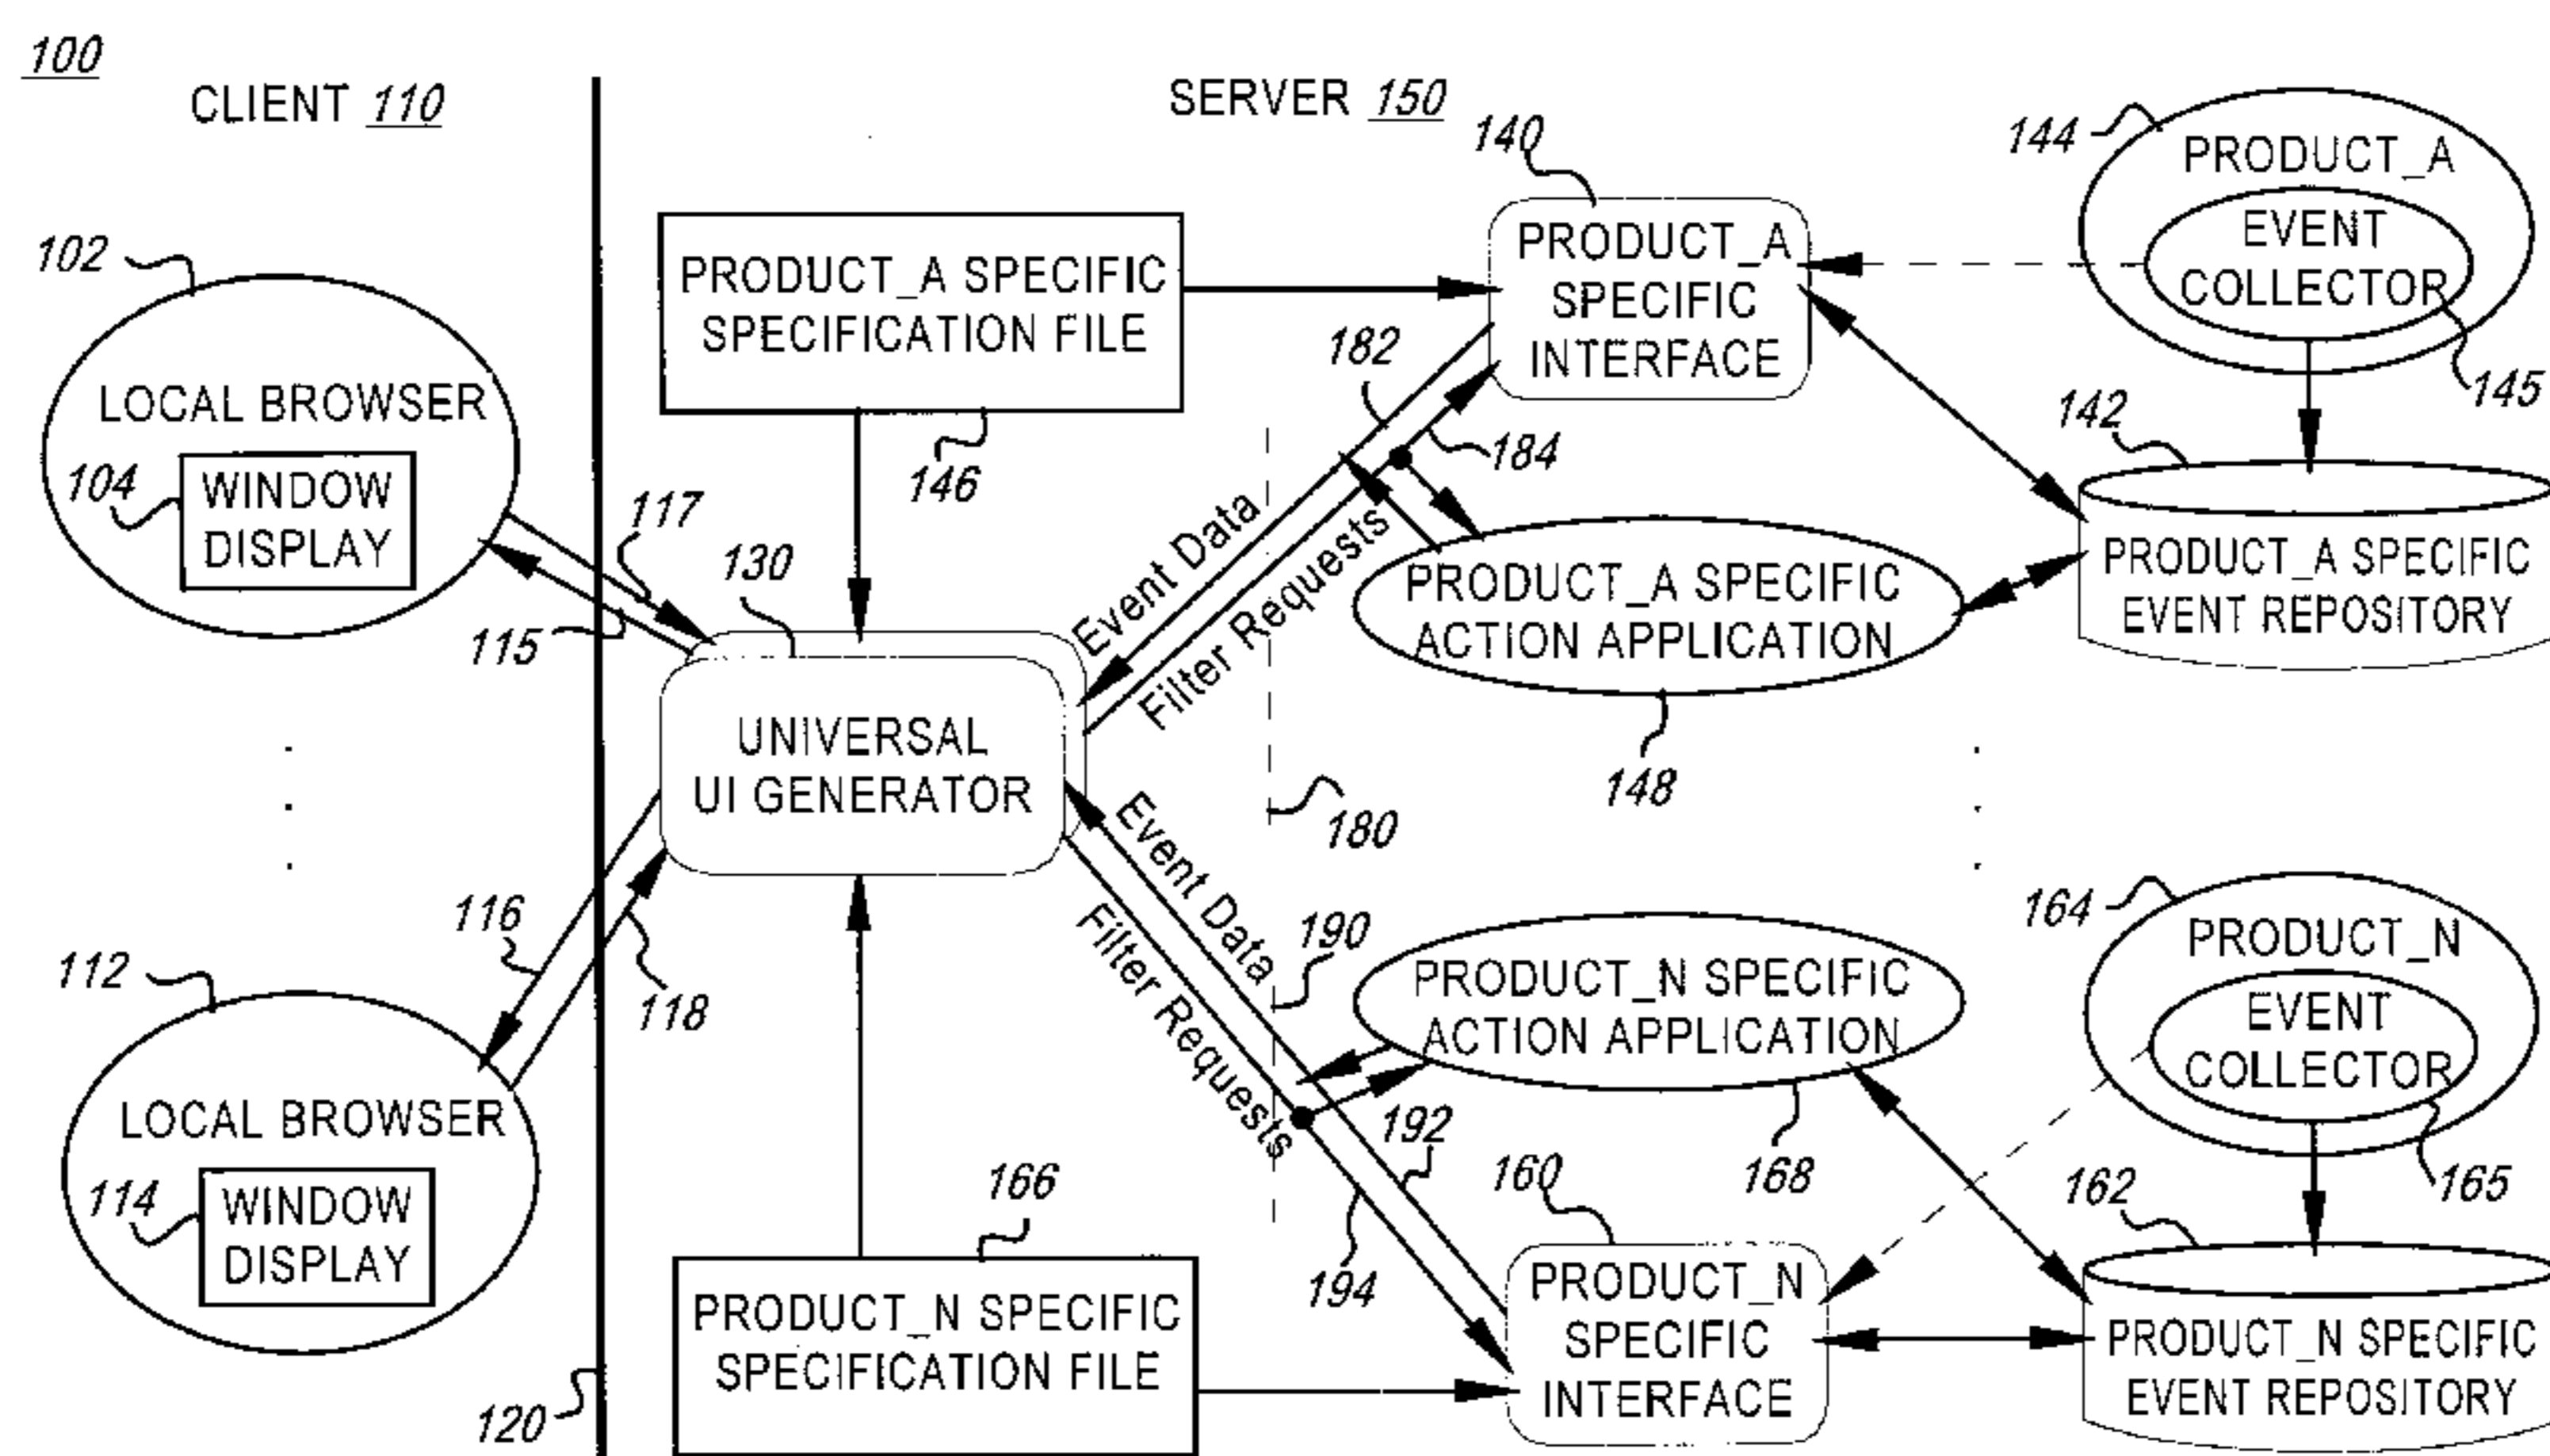 100
CLIENT 110
SERVER 150
102
LOCAL BROWSER
104
WINDOW
DISPLAY
117
115
PRODUCT_A SPECIFIC
SPECIFICATION FILE
146
130
UNIVERSAL
UI GENERATOR
140
PRODUCT_A
SPECIFIC
INTERFACE
182
184
Event Data
Filter Requests
180
144
PRODUCT_A
EVENT
COLLECTOR
145
142
PRODUCT_A SPECIFIC
EVENT REPOSITORY
PRODUCT_A SPECIFIC
ACTION APPLICATION
148
116
118
112
LOCAL BROWSER
114
WINDOW
DISPLAY
120
Event Data
Filter Requests
190
192
194
PRODUCT_N SPECIFIC
ACTION APPLICATION
168
164
PRODUCT_N
EVENT
COLLECTOR
165
162
PRODUCT_N SPECIFIC
EVENT REPOSITORY
160
PRODUCT_N
SPECIFIC
INTERFACE
166
PRODUCT_N SPECIFIC
SPECIFICATION FILE